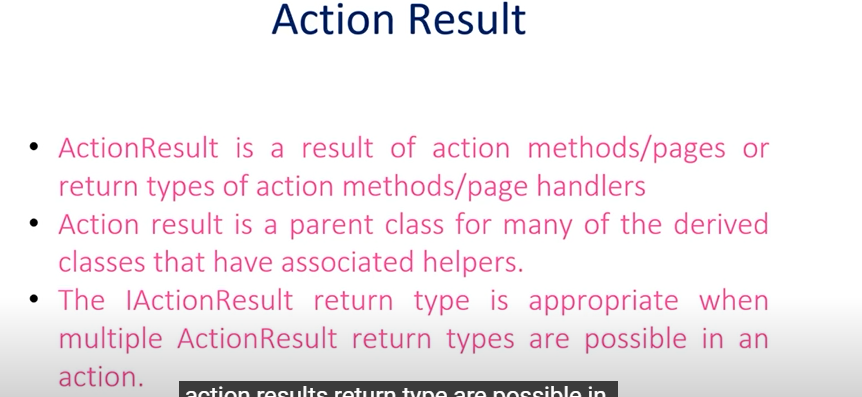 Action Result
• ActionResult is a result of action methods/pages or
return types of action methods/page handlers
• Action result is a parent class for many of the derived
classes that have associated helpers.
• The IActionResult return type is appropriate when
multiple ActionResult return types are possible in an
action.
action results return type are possible in